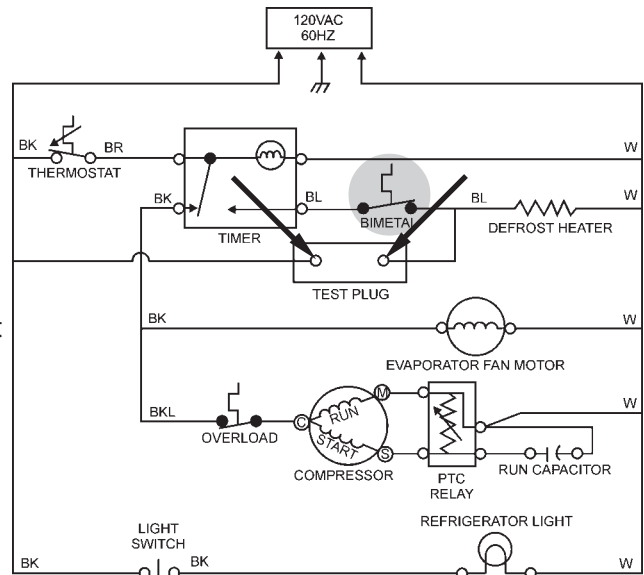 120VAC
60HZ
BK
BR
THERMOSTAT
W
BK
BL
BIMETAL
BL
W
TIMER
DEFROST HEATER
TEST PLUG
BK
W
EVAPORATOR FAN MOTOR
BKL
OVERLOAD
C
RUN
START
M
S
COMPRESSOR
W
PTC
RELAY
RUN CAPACITOR
LIGHT
SWITCH
REFRIGERATOR LIGHT
BK
BK
W